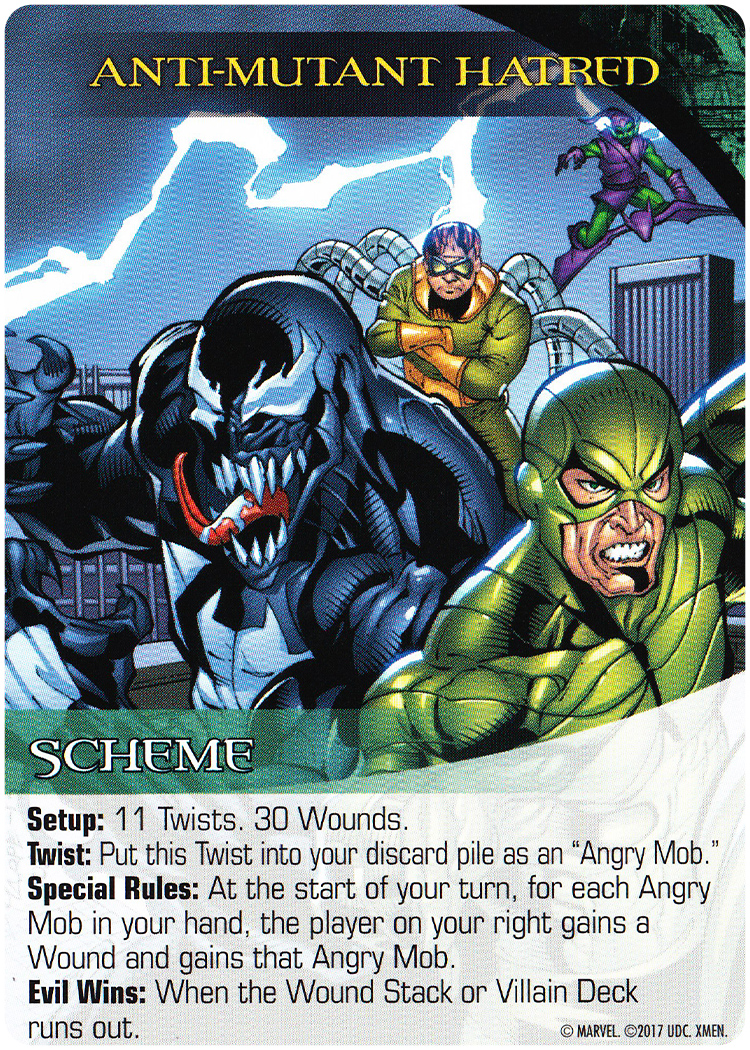 ANTI-MUTANT HATRED
SCHEME
Setup: 11 Twists. 30 Wounds.
Twist: Put this Twist into your discard pile as an “Angry Mob.”
Special Rules: At the start of your turn, for each Angry
Mob in your hand, the player on your right gains a
Wound and gains that Angry Mob.
Evil Wins: When the Wound Stack or Villain Deck
runs out.
© MARVEL. ©2017 UDC. XMEN.